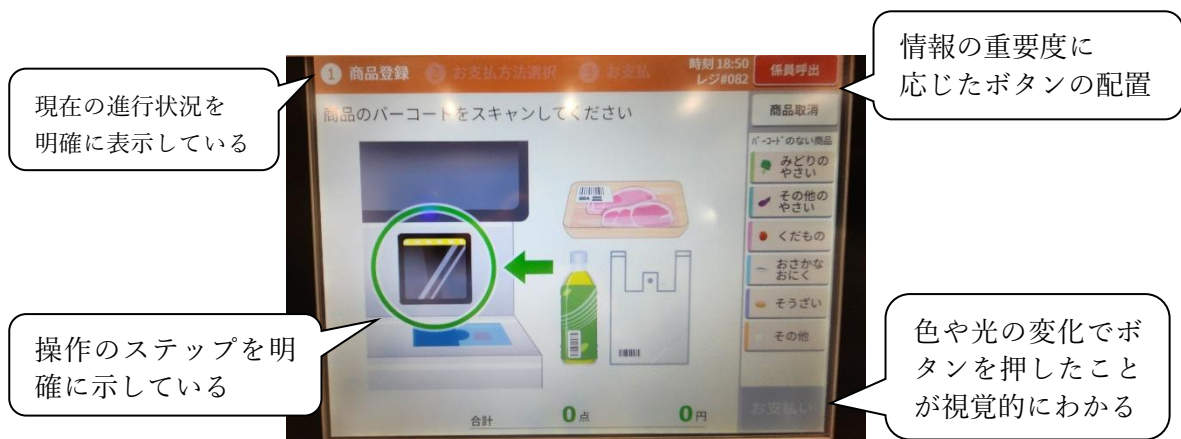 現在の進行状況を
明確に表示している
情報の重要度に
応じたボタンの配置
操作のステップを明
確に示している
色や光の変化でボ
タンを押したこと
が視覚的にわかる
1 商品登録 2 お支払方法選択 3 お支払
時刻 18:50
レジ#082
係員呼出
商品のバーコードをスキャンしてください
商品取消
バーコードのない商品
みどりの
やさい
その他の
やさい
くだもの
おさかな
おにく
そうざい
その他
合計 0点 0円
お支払い